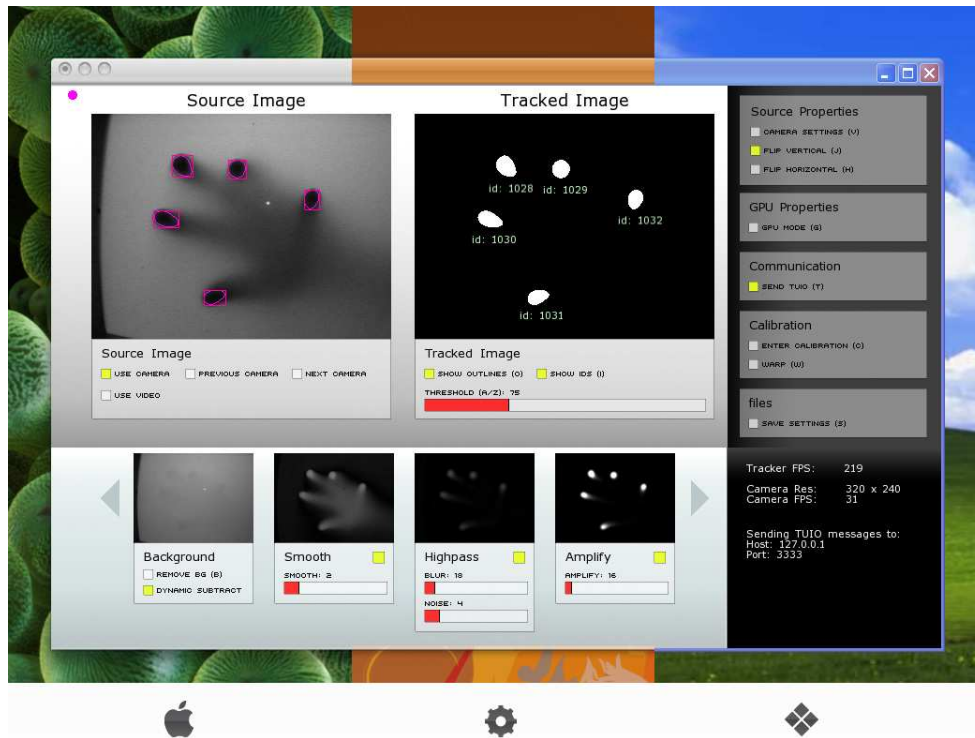 Source Image
Tracked Image
id: 1028
id: 1029
id: 1032
id: 1030
id: 1031
Source Image
USE CAMERA
PREVIOUS CAMERA
NEXT CAMERA
USE VIDEO
Tracked Image
SHOW OUTLINES (O)
SHOW IDS (I)
THRESHOLD (A/Z): 75
Source Properties
CAMERA SETTINGS (V)
FLIP VERTICAL (J)
FLIP HORIZONTAL (H)
GPU Properties
GPU MODE (G)
Communication
SEND TUIO (T)
Calibration
ENTER CALIBRATION (C)
WARP (W)
files
SAVE SETTINGS (S)
Background
REMOVE BG (B)
DYNAMIC SUBTRACT
Smooth
SMOOTH: 2
Highpass
BLUR: 18
NOISE: 4
Amplify
AMPLIFY: 16
Tracker FPS: 219
Camera Res: 320 x 240
Camera FPS: 31
Sending TUIO messages to:
Host: 127.0.0.1
Port: 3333